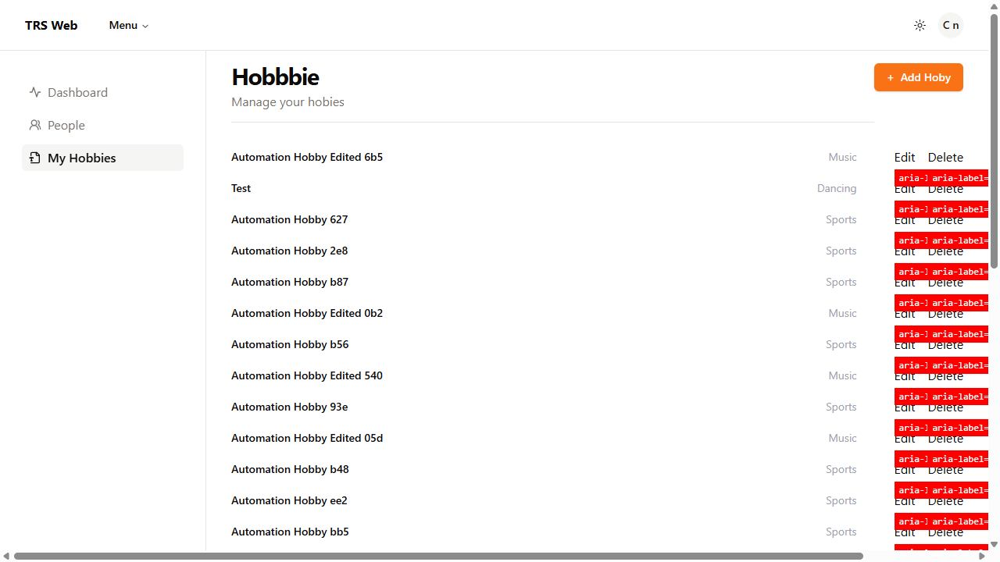 TRS Web
Menu
C n
Dashboard
People
My Hobbies
Hobbbie
Manage your hobies
+ Add Hoby
Automation Hobby Edited 6b5 Music Edit Delete
aria-l aria-label=
Test Dancing Edit Delete
aria-l aria-label=
Automation Hobby 627 Sports Edit Delete
aria-l aria-label=
Automation Hobby 2e8 Sports Edit Delete
aria-l aria-label=
Automation Hobby b87 Sports Edit Delete
aria-l aria-label=
Automation Hobby Edited 0b2 Music Edit Delete
aria-l aria-label=
Automation Hobby b56 Sports Edit Delete
aria-l aria-label=
Automation Hobby Edited 540 Music Edit Delete
aria-l aria-label=
Automation Hobby 93e Sports Edit Delete
aria-l aria-label=
Automation Hobby Edited 05d Music Edit Delete
aria-l aria-label=
Automation Hobby b48 Sports Edit Delete
aria-l aria-label=
Automation Hobby ee2 Sports Edit Delete
aria-l aria-label=
Automation Hobby bb5 Sports Edit Delete